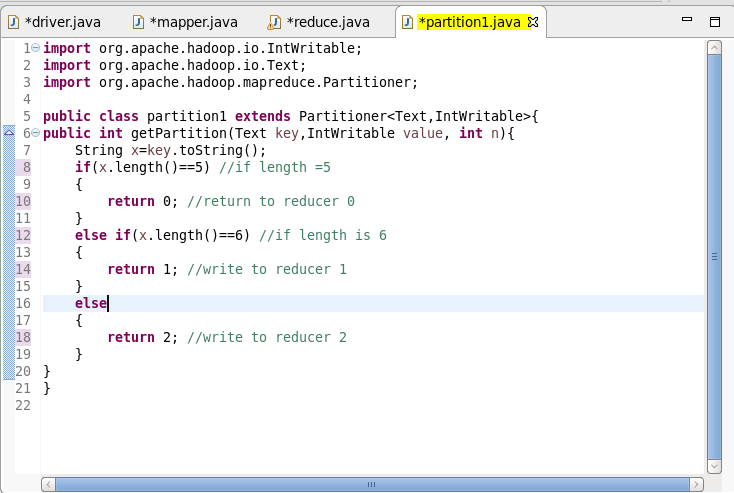 *driver.java *mapper.java *reduce.java *partition1.java
1 import org.apache.hadoop.io.IntWritable;
2 import org.apache.hadoop.io.Text;
3 import org.apache.hadoop.mapreduce.Partitioner;
4
5 public class partition1 extends Partitioner<Text,IntWritable>{
6 public int getPartition(Text key,IntWritable value, int n){
7     String x=key.toString();
8     if(x.length()==5) //if length =5
9     {
10         return 0; //return to reducer 0
11     }
12     else if(x.length()==6) //if length is 6
13     {
14         return 1; //write to reducer 1
15     }
16     else
17     {
18         return 2; //write to reducer 2
19     }
20 }
21 }
22